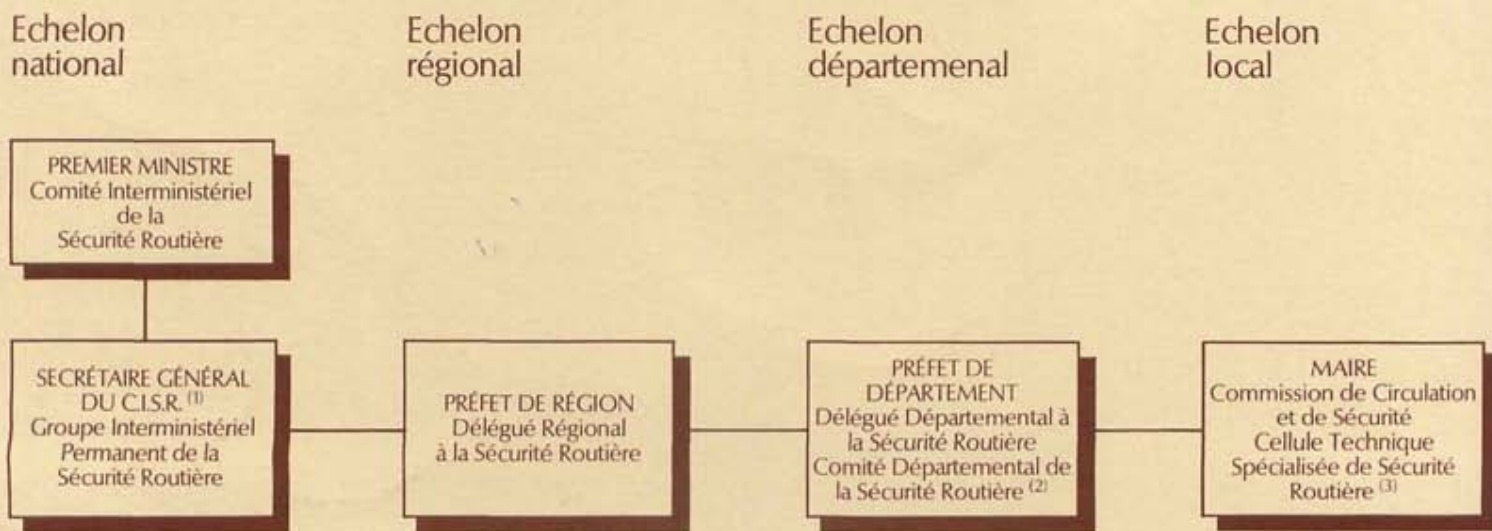 Echelon
national
Echelon
régional
Echelon
départemenal
Echelon
local
PREMIER MINISTRE
Comité Interministériel
de la
Sécurité Routière
SECRÉTAIRE GÉNÉRAL
DU C.I.S.R. (1)
Groupe Interministériel
Permanent de la
Sécurité Routière
PRÉFET DE RÉGION
Délégué Régional
à la Sécurité Routière
PRÉFET DE
DÉPARTEMENT
Délégué Départemental à
la Sécurité Routière
Comité Départemental de
la Sécurité Routière (2)
MAIRE
Commission de Circulation
et de Sécurité
Cellule Technique
Spécialisée de Sécurité
Routière (3)